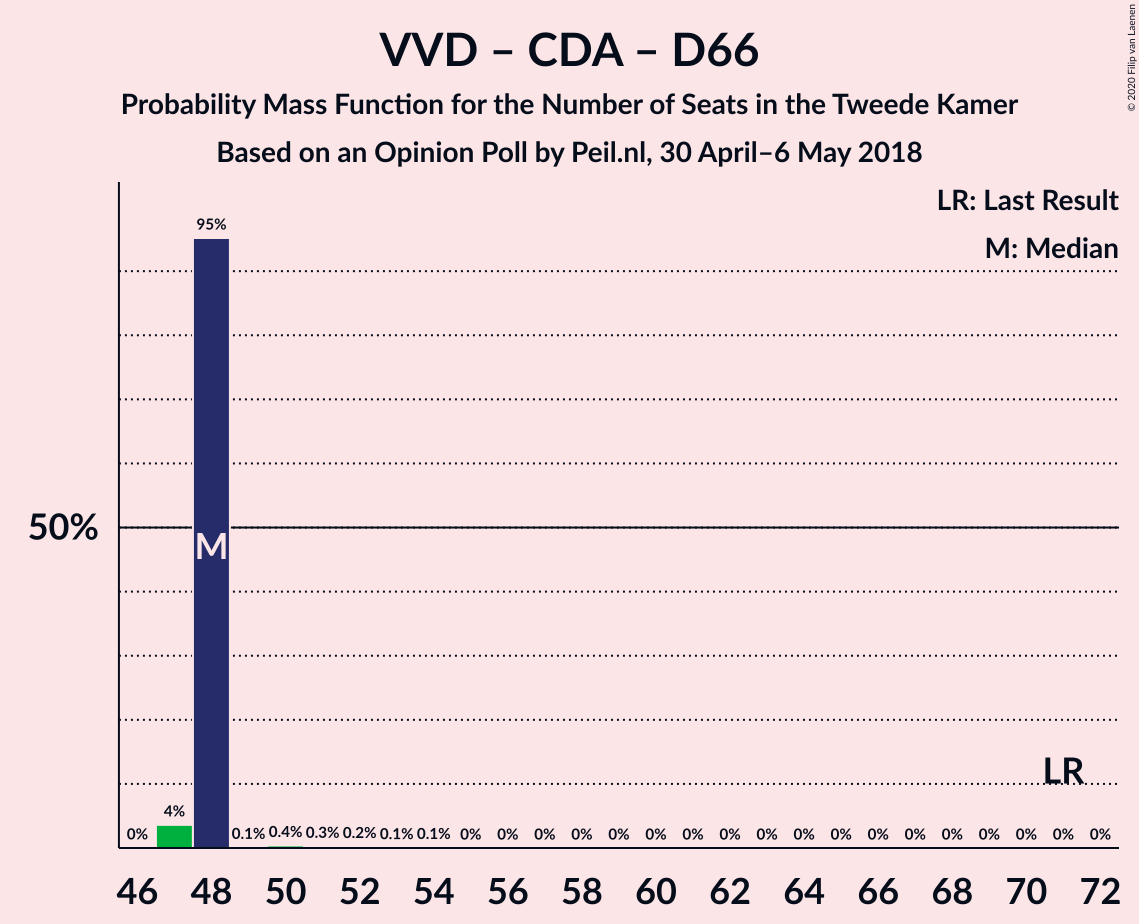 VVD – CDA – D66
Probability Mass Function for the Number of Seats in the Tweede Kamer
Based on an Opinion Poll by Peil.nl, 30 April–6 May 2018
© 2020 Filip van Laenen
LR: Last Result
M: Median
95%
50%
M
LR
0% 4% 0.1% 0.4% 0.3% 0.2% 0.1% 0.1% 0% 0% 0% 0% 0% 0% 0% 0% 0% 0% 0% 0% 0% 0% 0% 0% 0% 0%
46 48 50 52 54 56 58 60 62 64 66 68 70 72